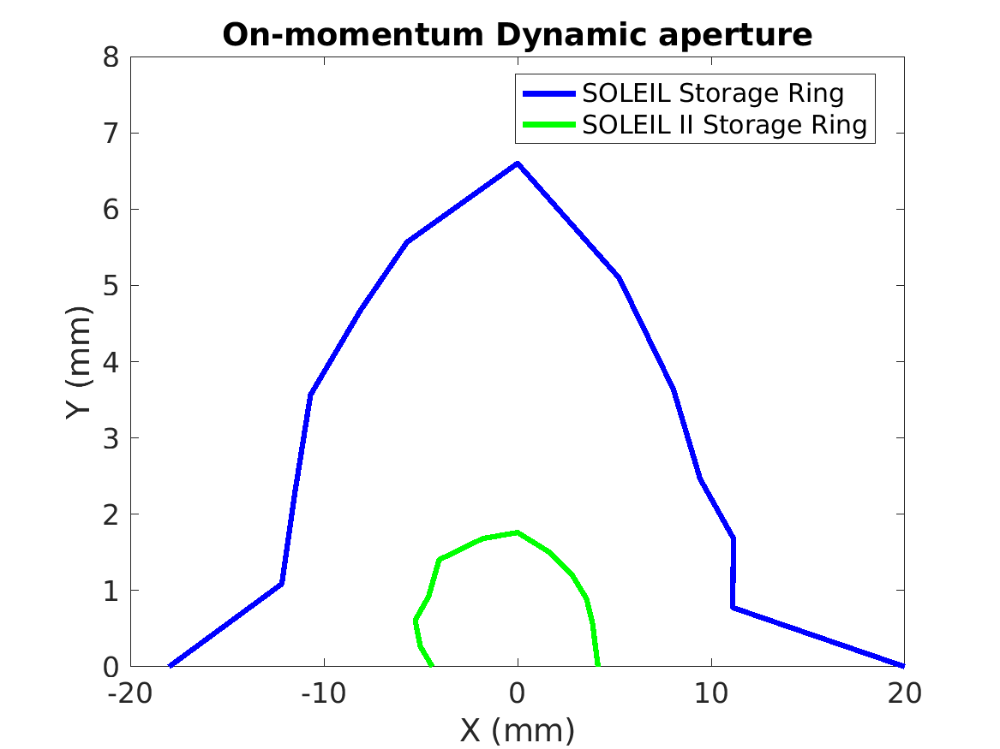 On-momentum Dynamic aperture
SOLEIL Storage Ring
SOLEIL II Storage Ring
8
7
6
5
4
3
2
1
0
Y (mm)
-20
-10
0
10
20
X (mm)